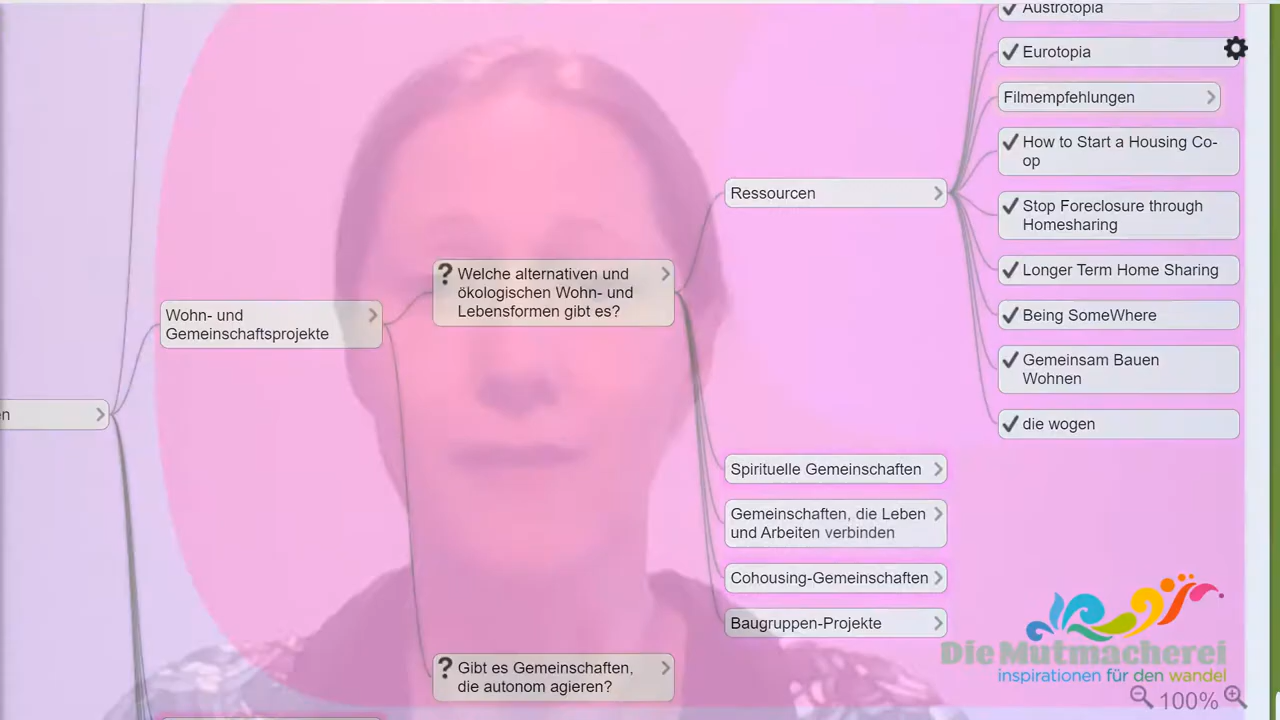 Austrotopia
Eurotopia
Filmempfehlungen
How to Start a Housing Co-
op
Ressourcen
Stop Foreclosure through
Homesharing
Welche alternativen und
ökologischen Wohn- und
Lebensformen gibt es?
Longer Term Home Sharing
Wohn- und
Gemeinschaftsprojekte
Being SomeWhere
Gemeinsam Bauen
Wohnen
en
die wogen
Spirituelle Gemeinschaften
Gemeinschaften, die Leben
und Arbeiten verbinden
Cohousing-Gemeinschaften
Baugruppen-Projekte
Gibt es Gemeinschaften,
die autonom agieren?
Die Mutmacherei
inspirationen für den wandel
100%